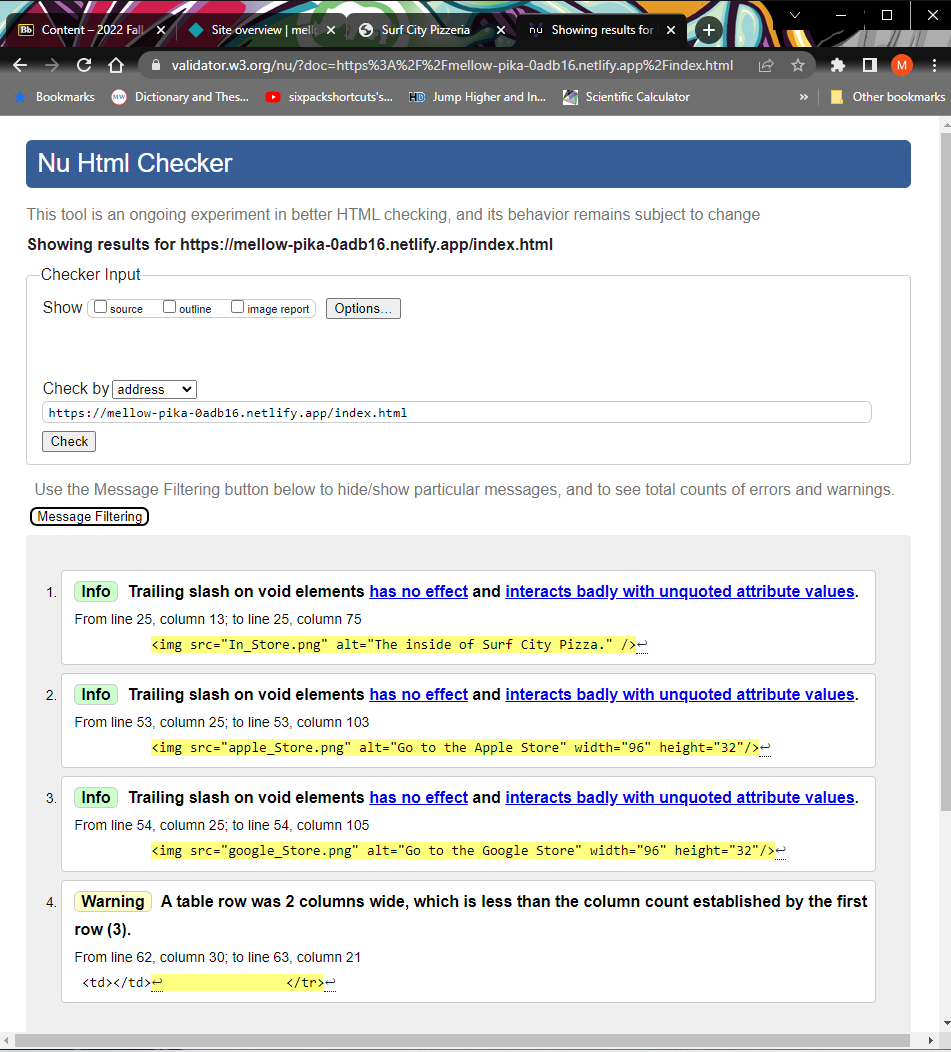 Bb Content – 2022 Fall
Site overview | mello
Surf City Pizzeria
nu Showing results for
validator.w3.org/nu/?doc=https%3A%2F%2Fmellow-pika-0adb16.netlify.app%2Findex.html
M
Bookmarks
MW Dictionary and Thes...
sixpackshortcuts's...
HD Jump Higher and In...
Scientific Calculator
»
Other bookmarks
Nu Html Checker
This tool is an ongoing experiment in better HTML checking, and its behavior remains subject to change
Showing results for https://mellow-pika-0adb16.netlify.app/index.html
Checker Input
Show source outline image report Options...
Check by address
https://mellow-pika-0adb16.netlify.app/index.html
Check
Use the Message Filtering button below to hide/show particular messages, and to see total counts of errors and warnings.
Message Filtering
1. Info Trailing slash on void elements has no effect and interacts badly with unquoted attribute values.
From line 25, column 13; to line 25, column 75
<img src="In_Store.png" alt="The inside of Surf City Pizza." />↩
2. Info Trailing slash on void elements has no effect and interacts badly with unquoted attribute values.
From line 53, column 25; to line 53, column 103
<img src="apple_Store.png" alt="Go to the Apple Store" width="96" height="32"/>↩
3. Info Trailing slash on void elements has no effect and interacts badly with unquoted attribute values.
From line 54, column 25; to line 54, column 105
<img src="google_Store.png" alt="Go to the Google Store" width="96" height="32"/>↩
4. Warning A table row was 2 columns wide, which is less than the column count established by the first
row (3).
From line 62, column 30; to line 63, column 21
<td></td>↩ </tr>↩